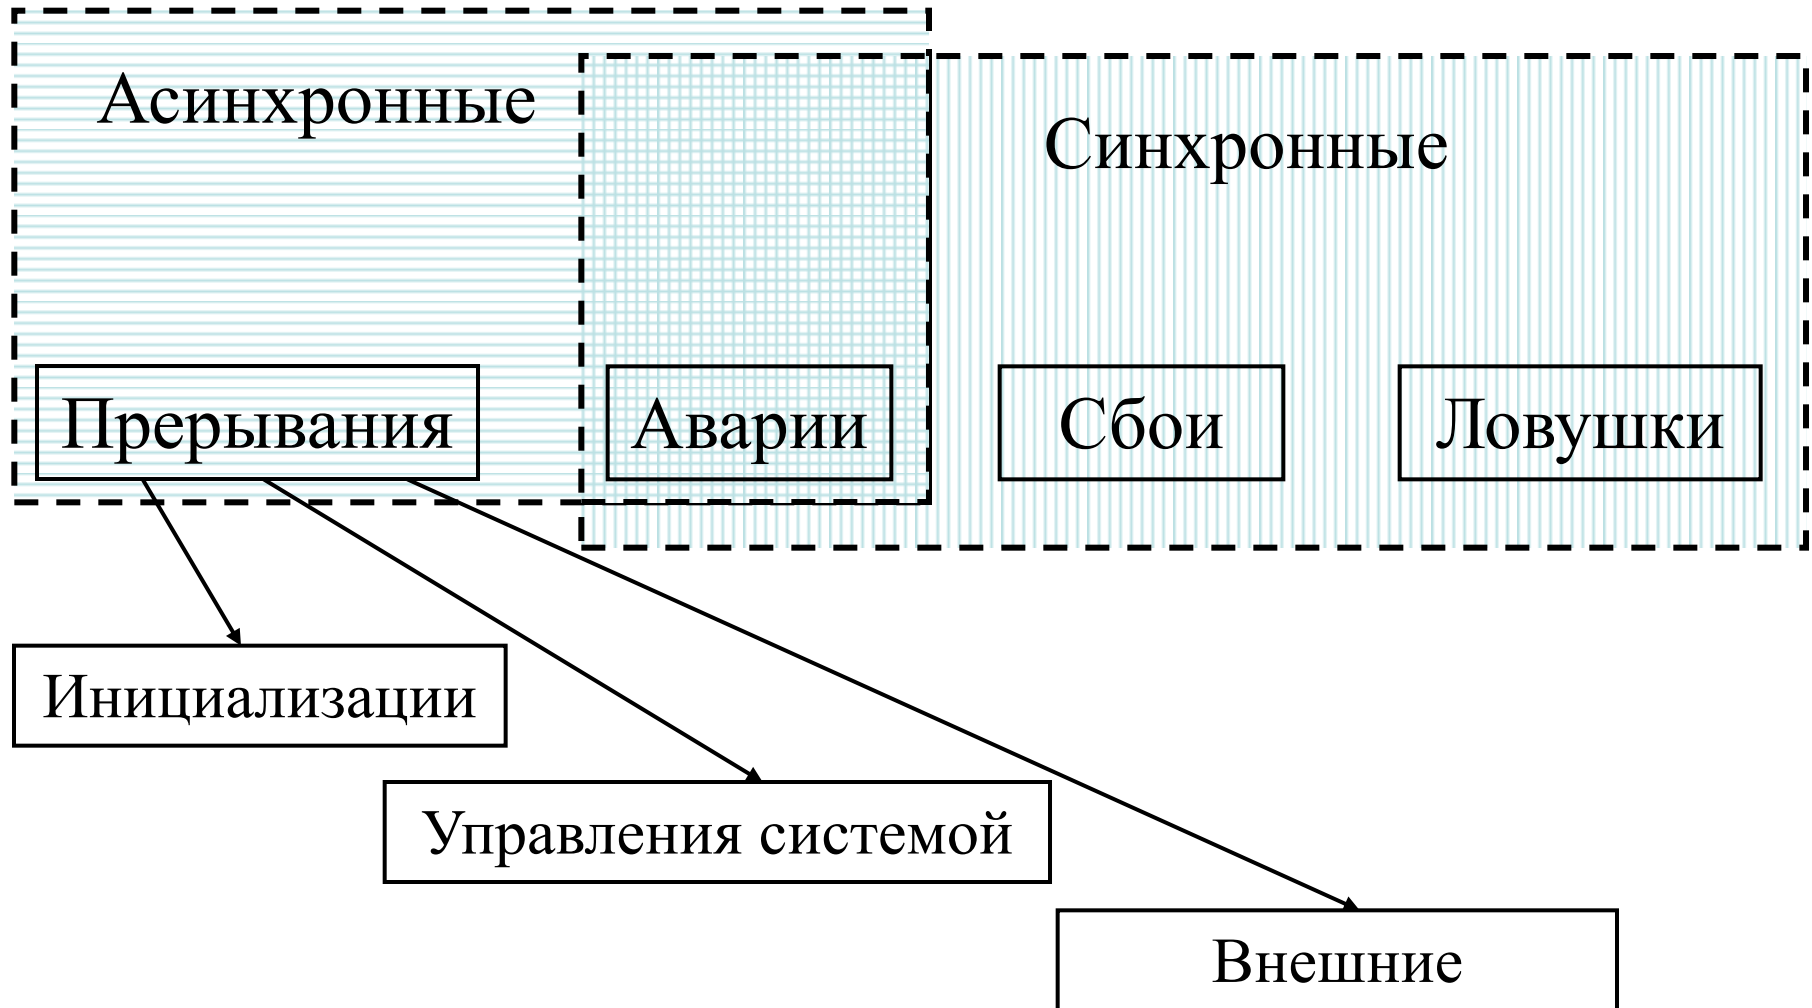 Асинхронные
Синхронные
Прерывания
Аварии
Сбои
Ловушки
Инициализации
Управления системой
Внешние